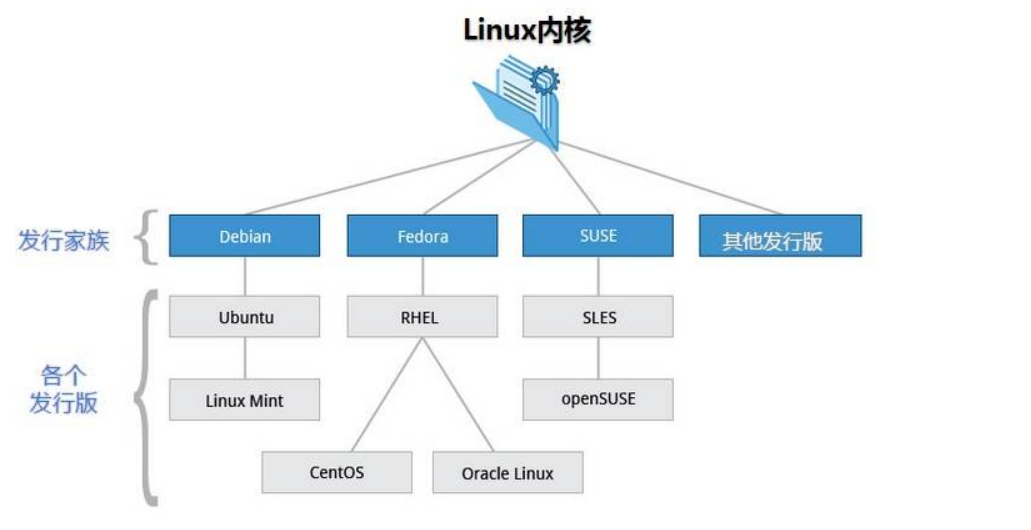 Linux内核
发行家族
Debian
Fedora
SUSE
其他发行版
各个
发行版
Ubuntu
RHEL
SLES
Linux Mint
openSUSE
CentOS
Oracle Linux